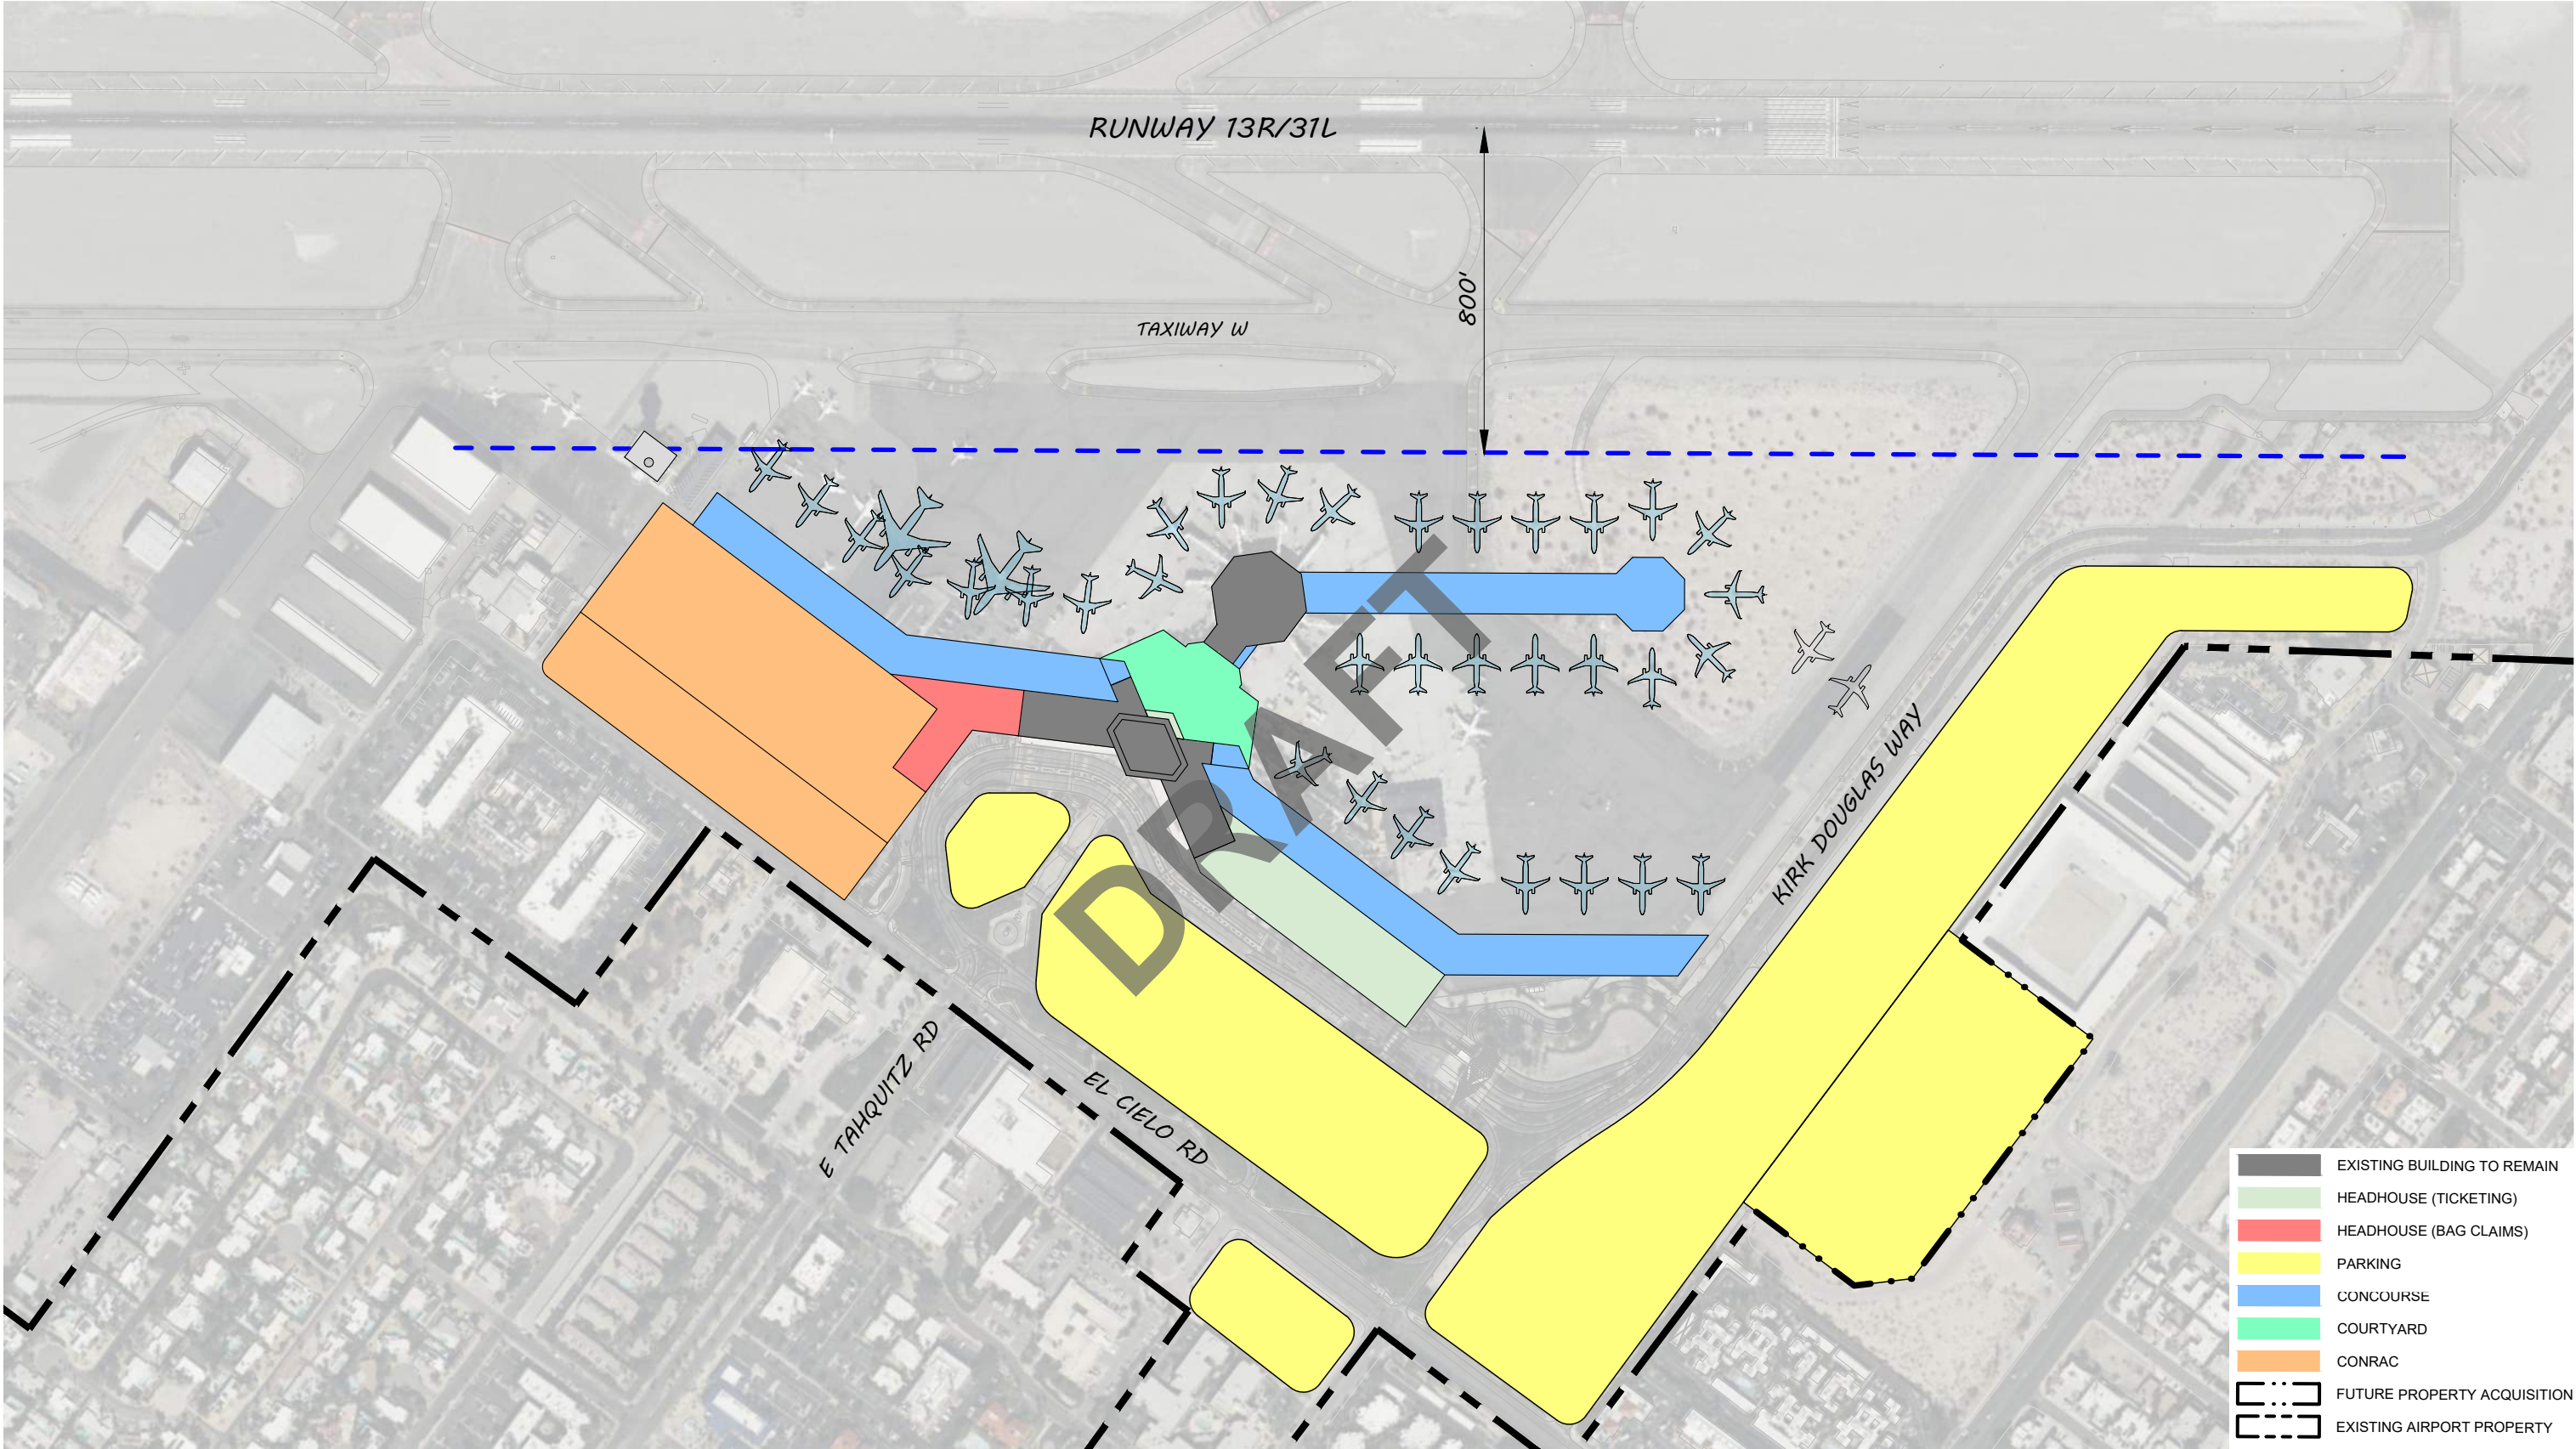 RUNWAY 13R/31L
800'
TAXIWAY W
DRAFT
KIRK DOUGLAS WAY
E TAHQUITZ RD
EL CIELO RD
EXISTING BUILDING TO REMAIN
HEADHOUSE (TICKETING)
HEADHOUSE (BAG CLAIMS)
PARKING
CONCOURSE
COURTYARD
CONRAC
FUTURE PROPERTY ACQUISITION
EXISTING AIRPORT PROPERTY